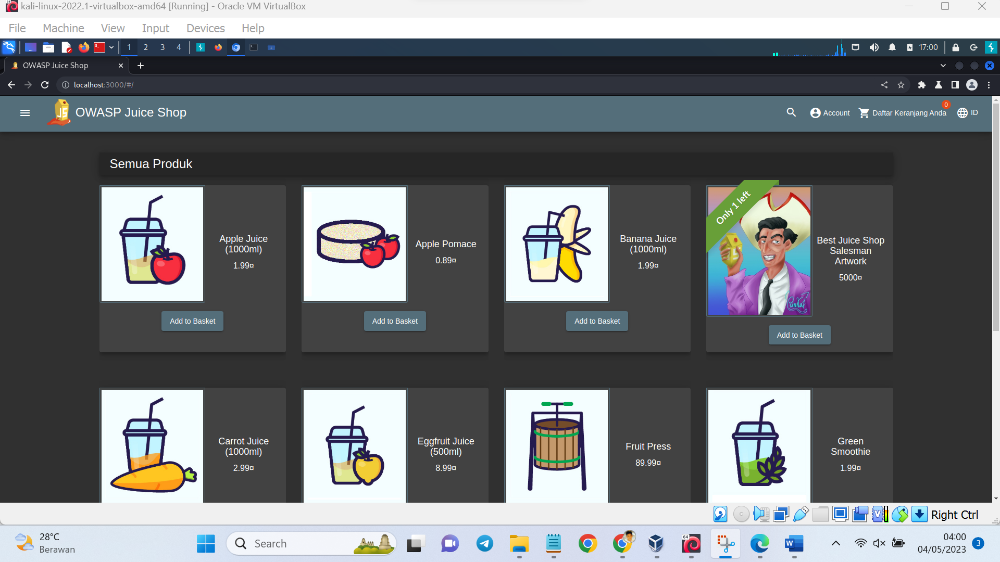 kali-linux-2022.1-virtualbox-amd64 [Running] - Oracle VM VirtualBox
File Machine View Input Devices Help
1 2 3 4 17:00
OWASP Juice Shop
localhost:3000/#/
OWASP Juice Shop Account Daftar Keranjang Anda 0 ID
Semua Produk
Apple Juice
(1000ml)
1.99¤
Add to Basket
Apple Pomace
0.89¤
Add to Basket
Banana Juice
(1000ml)
1.99¤
Add to Basket
Only 1 left
Best Juice Shop
Salesman
Artwork
5000¤
Add to Basket
Carrot Juice
(1000ml)
2.99¤
Eggfruit Juice
(500ml)
8.99¤
Fruit Press
89.99¤
Green
Smoothie
1.99¤
Right Ctrl
28°C
Berawan
Search
64
04:00
04/05/2023
3